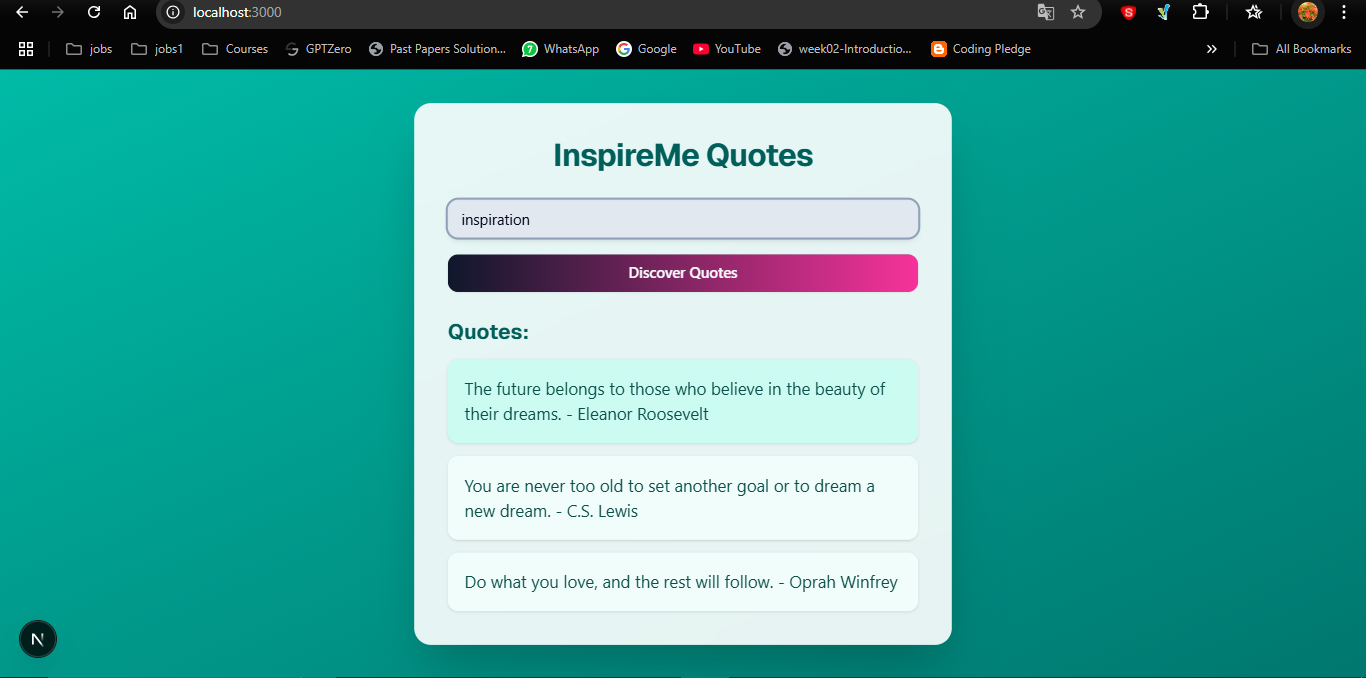 localhost:3000
jobs
jobs1
Courses
GPTZero
Past Papers Solution...
WhatsApp
Google
YouTube
week02-Introductio...
Coding Pledge
»
All Bookmarks
InspireMe Quotes
inspiration
Discover Quotes
Quotes:
The future belongs to those who believe in the beauty of
their dreams. - Eleanor Roosevelt
You are never too old to set another goal or to dream a
new dream. - C.S. Lewis
Do what you love, and the rest will follow. - Oprah Winfrey
N